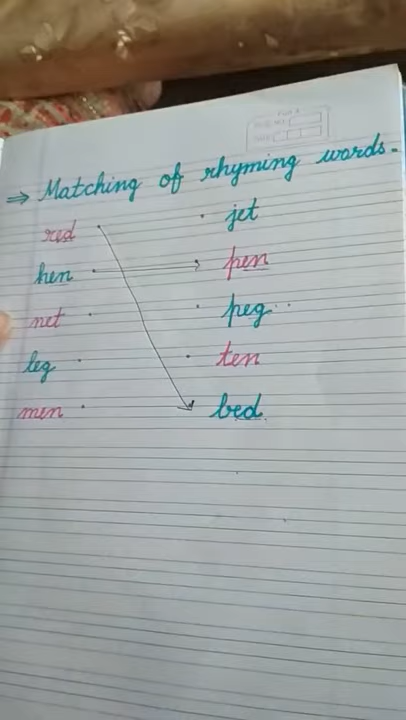 ⇒ Matching of rhyming words.
red jet
hen pen
net peg
leg ten
men bed